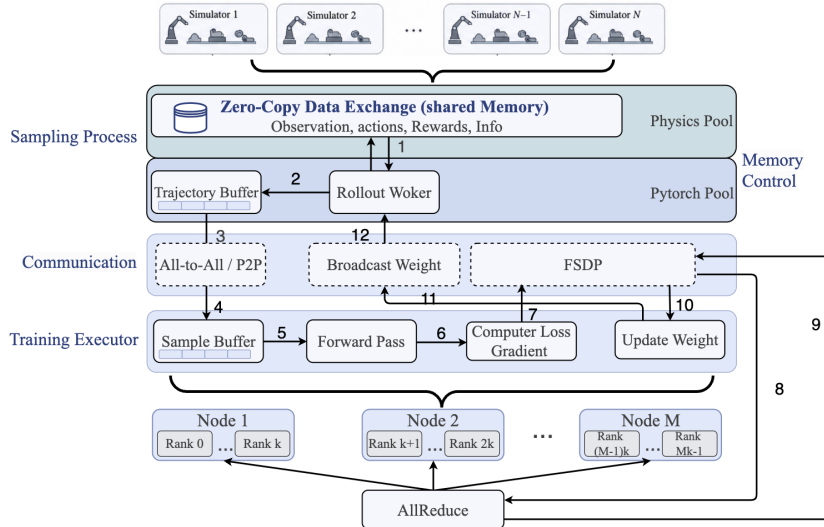 Simulator 1
Simulator 2
...
Simulator N−1
Simulator N
Zero-Copy Data Exchange (shared Memory)
Observation, actions, Rewards, Info
Physics Pool
Sampling Process
1
Memory
Control
Trajectory Buffer
2
Rollout Woker
Pytorch Pool
3
12
Communication
All-to-All / P2P
Broadcast Weight
FSDP
4
11
7
10
9
Training Executor
Sample Buffer
5
Forward Pass
6
Computer Loss
Gradient
Update Weight
8
Node 1
Rank 0
...
Rank k
Node 2
Rank k+1
...
Rank 2k
...
Node M
Rank
(M-1)k
...
Rank
Mk-1
AllReduce